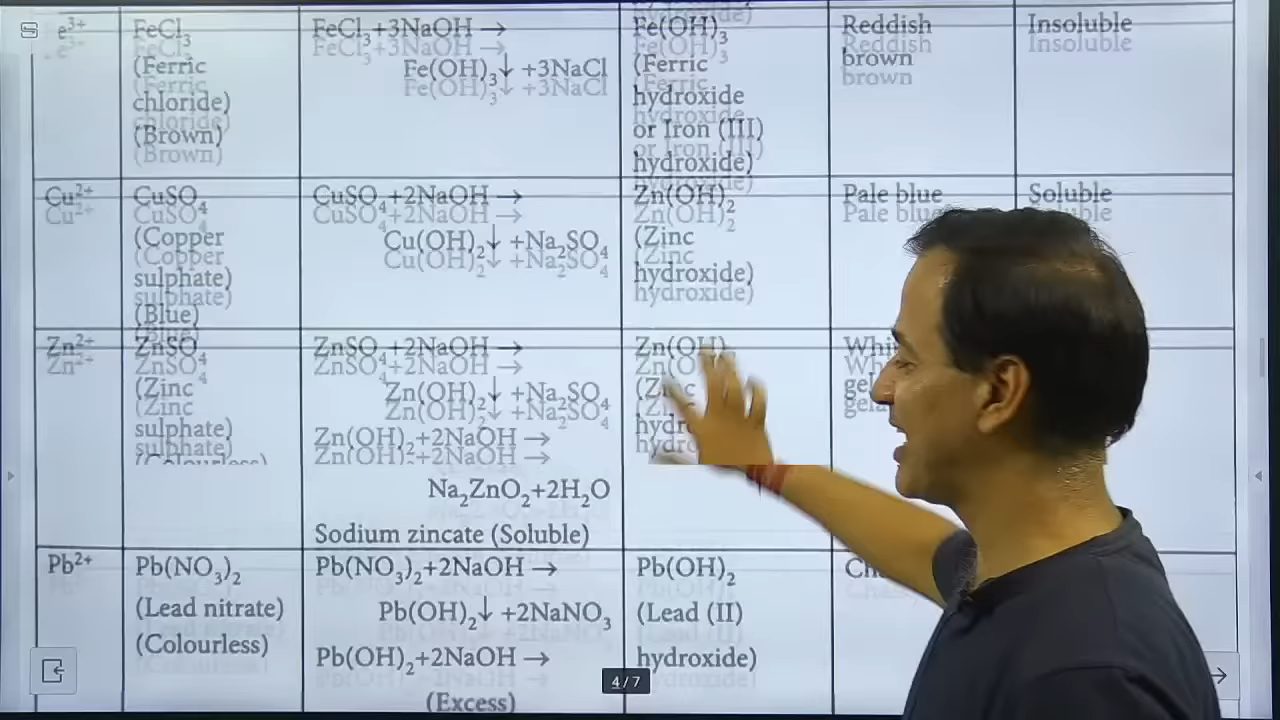 e³⁺
FeCl₃
(Ferric
chloride)
(Brown)
FeCl₃+3NaOH →
Fe(OH)₃↓ +3NaCl
Fe(OH)₃
(Ferric
hydroxide
or Iron (III)
hydroxide)
Reddish
brown
Insoluble
Cu²⁺
CuSO₄
(Copper
sulphate)
(Blue)
CuSO₄+2NaOH →
Cu(OH)₂↓ +Na₂SO₄
Zn(OH)₂
(Zinc
hydroxide)
Pale blue
Soluble
Zn²⁺
ZnSO₄
(Zinc
sulphate)
(Colourless)
ZnSO₄+2NaOH →
Zn(OH)₂↓ +Na₂SO₄
Zn(OH)₂+2NaOH →
Na₂ZnO₂+2H₂O
Sodium zincate (Soluble)
Zn(OH)
Pb²⁺
Pb(NO₃)₂
(Lead nitrate)
(Colourless)
Pb(NO₃)₂+2NaOH →
Pb(OH)₂↓ +2NaNO₃
Pb(OH)₂+2NaOH →
(Excess)
Pb(OH)₂
(Lead (II)
hydroxide)
4/7